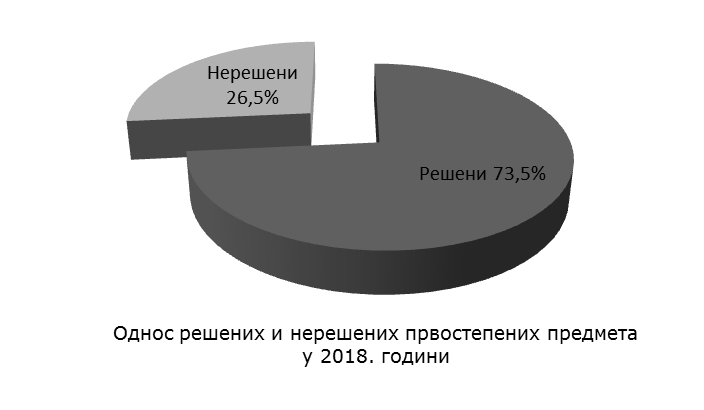 Нерешени
26,5%
Решени 73,5%
Однос решених и нерешених првостепених предмета
у 2018. години